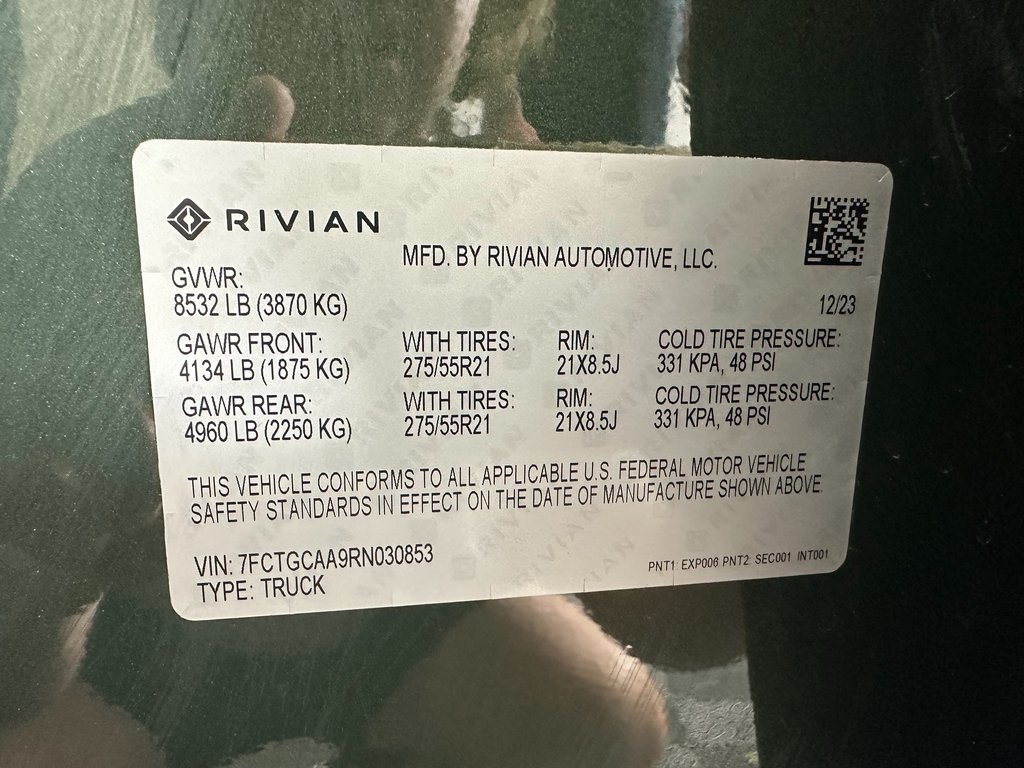 RIVIAN
MFD. BY RIVIAN AUTOMOTIVE, LLC.
GVWR:
8532 LB (3870 KG)
12/23
GAWR FRONT: WITH TIRES: RIM: COLD TIRE PRESSURE:
4134 LB (1875 KG) 275/55R21 21X8.5J 331 KPA, 48 PSI
GAWR REAR: WITH TIRES: RIM: COLD TIRE PRESSURE:
4960 LB (2250 KG) 275/55R21 21X8.5J 331 KPA, 48 PSI
THIS VEHICLE CONFORMS TO ALL APPLICABLE U.S. FEDERAL MOTOR VEHICLE
SAFETY STANDARDS IN EFFECT ON THE DATE OF MANUFACTURE SHOWN ABOVE.
VIN: 7FCTGCAA9RN030853
PNT1: EXP006 PNT2: SEC001 INT001
TYPE: TRUCK